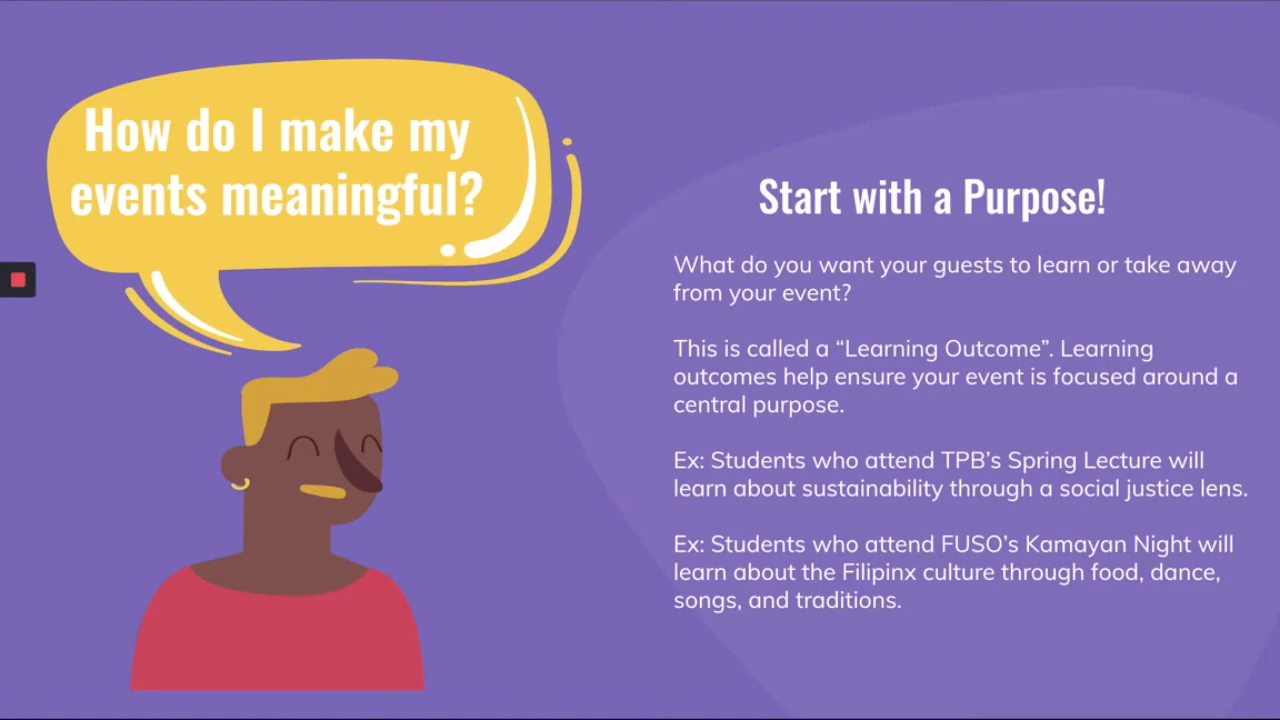 How do I make my
events meaningful?
Start with a Purpose!
What do you want your guests to learn or take away
from your event?
This is called a “Learning Outcome”. Learning
outcomes help ensure your event is focused around a
central purpose.
Ex: Students who attend TPB’s Spring Lecture will
learn about sustainability through a social justice lens.
Ex: Students who attend FUSO’s Kamayan Night will
learn about the Filipinx culture through food, dance,
songs, and traditions.